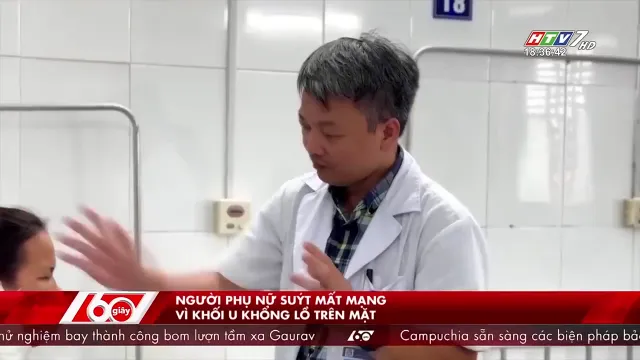 18
HTV7 HD
18:36:42
60 giây
NGƯỜI PHỤ NỮ SUÝT MẤT MẠNG
VÌ KHỐI U KHỔNG LỒ TRÊN MẶT
hử nghiệm bay thành công bom lượn tầm xa Gaurav
Campuchia sẵn sàng các biện pháp bả